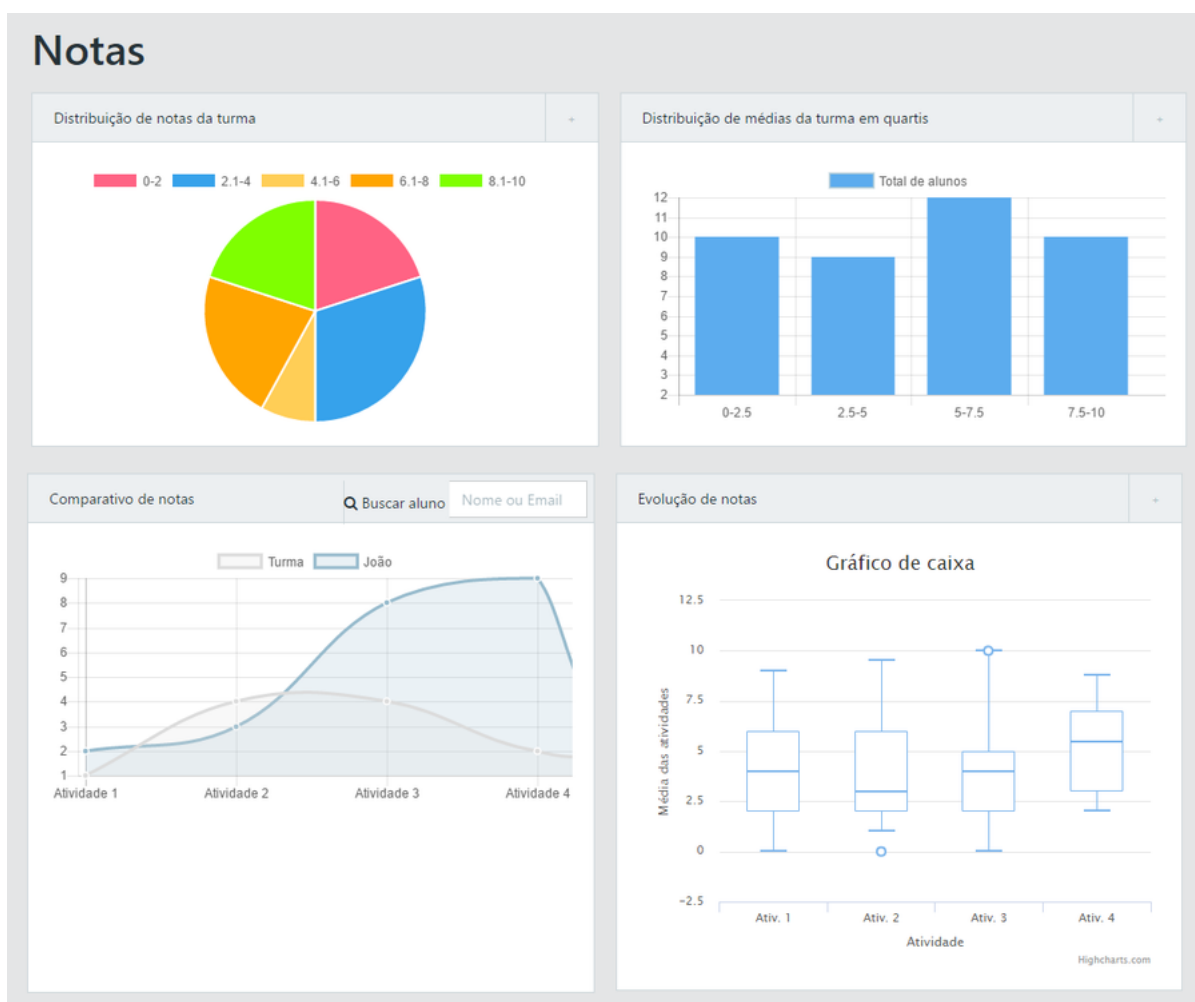 Notas
Distribuição de notas da turma
+
0-2 2.1-4 4.1-6 6.1-8 8.1-10
Distribuição de médias da turma em quartis
+
Total de alunos
12
11
10
9
8
7
6
5
4
3
2
0-2.5 2.5-5 5-7.5 7.5-10
Comparativo de notas
Buscar aluno Nome ou Email
Turma João
9
8
7
6
5
4
3
2
1
Atividade 1 Atividade 2 Atividade 3 Atividade 4
Evolução de notas
+
Gráfico de caixa
Média das atividades
12.5
10
7.5
5
2.5
0
−2.5
Ativ. 1 Ativ. 2 Ativ. 3 Ativ. 4
Atividade
Highcharts.com